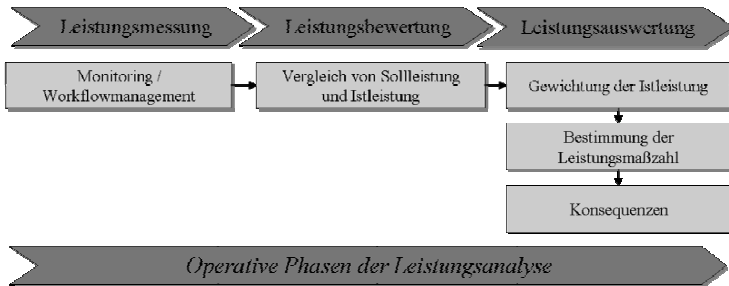 Leistungsmessung
Leistungsbewertung
Leistungsauswertung
Monitoring /
Workflowmanagement
Vergleich von Sollleistung
und Istleistung
Gewichtung der Istleistung
Bestimmung der
Leistungsmaßzahl
Konsequenzen
Operative Phasen der Leistungsanalyse